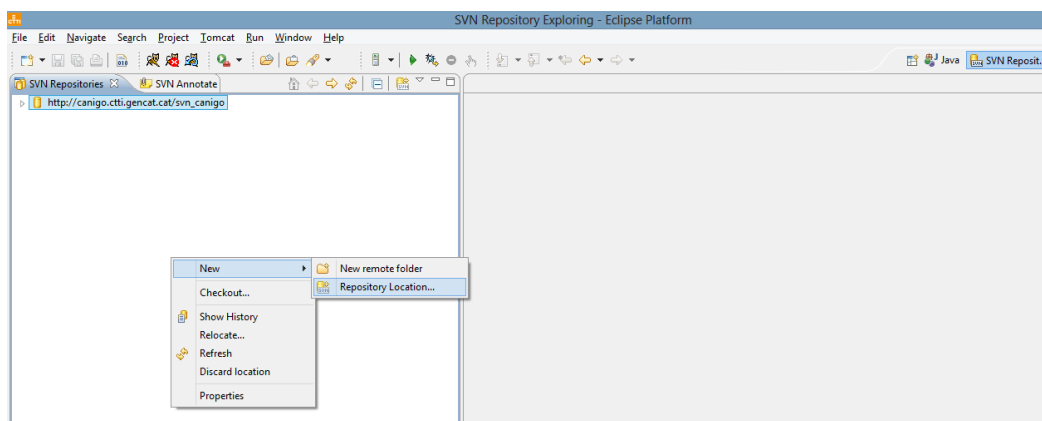 SVN Repository Exploring - Eclipse Platform
File Edit Navigate Search Project Tomcat Run Window Help
Java SVN Reposit.
SVN Repositories SVN Annotate
http://canigo.ctti.gencat.cat/svn_canigo
New
New remote folder
Repository Location...
Checkout...
Show History
Relocate...
Refresh
Discard location
Properties